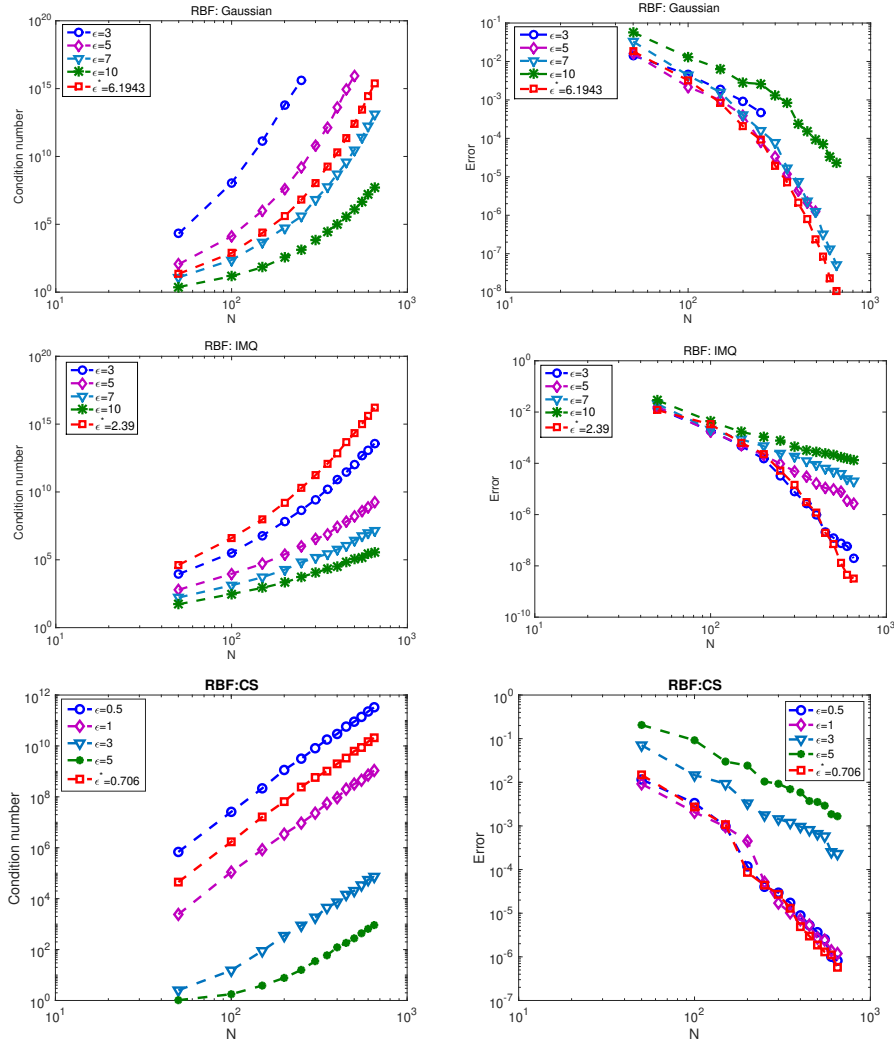 RBF: Gaussian
10^20
10^15
10^10
10^5
10^0
Condition number
ϵ=3
ϵ=5
ϵ=7
ϵ=10
ϵ*=6.1943
10^1
10^2
10^3
N
RBF: Gaussian
10^-1
10^-2
10^-3
10^-4
10^-5
10^-6
10^-7
10^-8
Error
ϵ=3
ϵ=5
ϵ=7
ϵ=10
ϵ*=6.1943
10^1
10^2
10^3
N
RBF: IMQ
10^20
10^15
10^10
10^5
10^0
Condition number
ϵ=3
ϵ=5
ϵ=7
ϵ=10
ϵ*=2.39
10^1
10^2
10^3
N
RBF: IMQ
10^0
10^-2
10^-4
10^-6
10^-8
10^-10
Error
ϵ=3
ϵ=5
ϵ=7
ϵ=10
ϵ*=2.39
10^1
10^2
10^3
N
RBF:CS
10^12
10^10
10^8
10^6
10^4
10^2
10^0
Condition number
ϵ=0.5
ϵ=1
ϵ=3
ϵ=5
ϵ*=0.706
10^1
10^2
10^3
N
RBF:CS
10^0
10^-1
10^-2
10^-3
10^-4
10^-5
10^-6
10^-7
Error
ϵ=0.5
ϵ=1
ϵ=3
ϵ=5
ϵ*=0.706
10^1
10^2
10^3
N